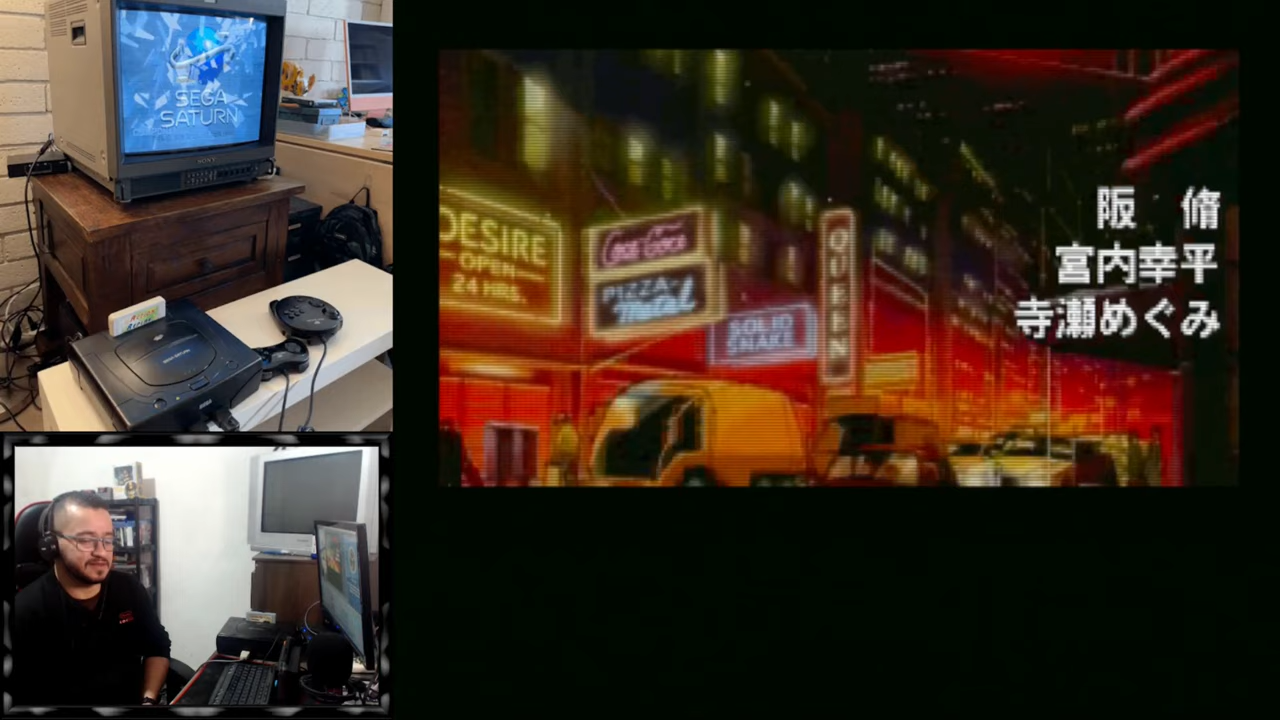 SEGA
SATURN
SONY
DESIRE
OPEN
24 HRS.
PIZZA
metal
SOLID
SNAKE
QUEEN
阪 脩
宮内幸平
寺瀬めぐみ